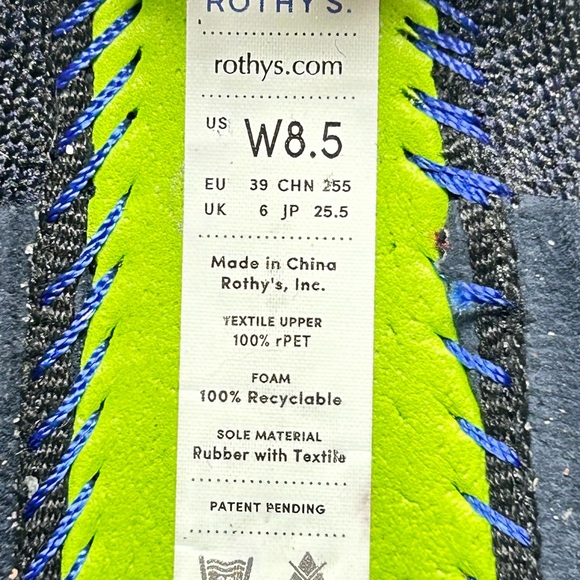 ROTHY'S.
rothys.com
US W8.5
EU 39 CHN 255
UK 6 JP 25.5
Made in China
Rothy's, Inc.
TEXTILE UPPER
100% rPET
FOAM
100% Recyclable
SOLE MATERIAL
Rubber with Textile
PATENT PENDING